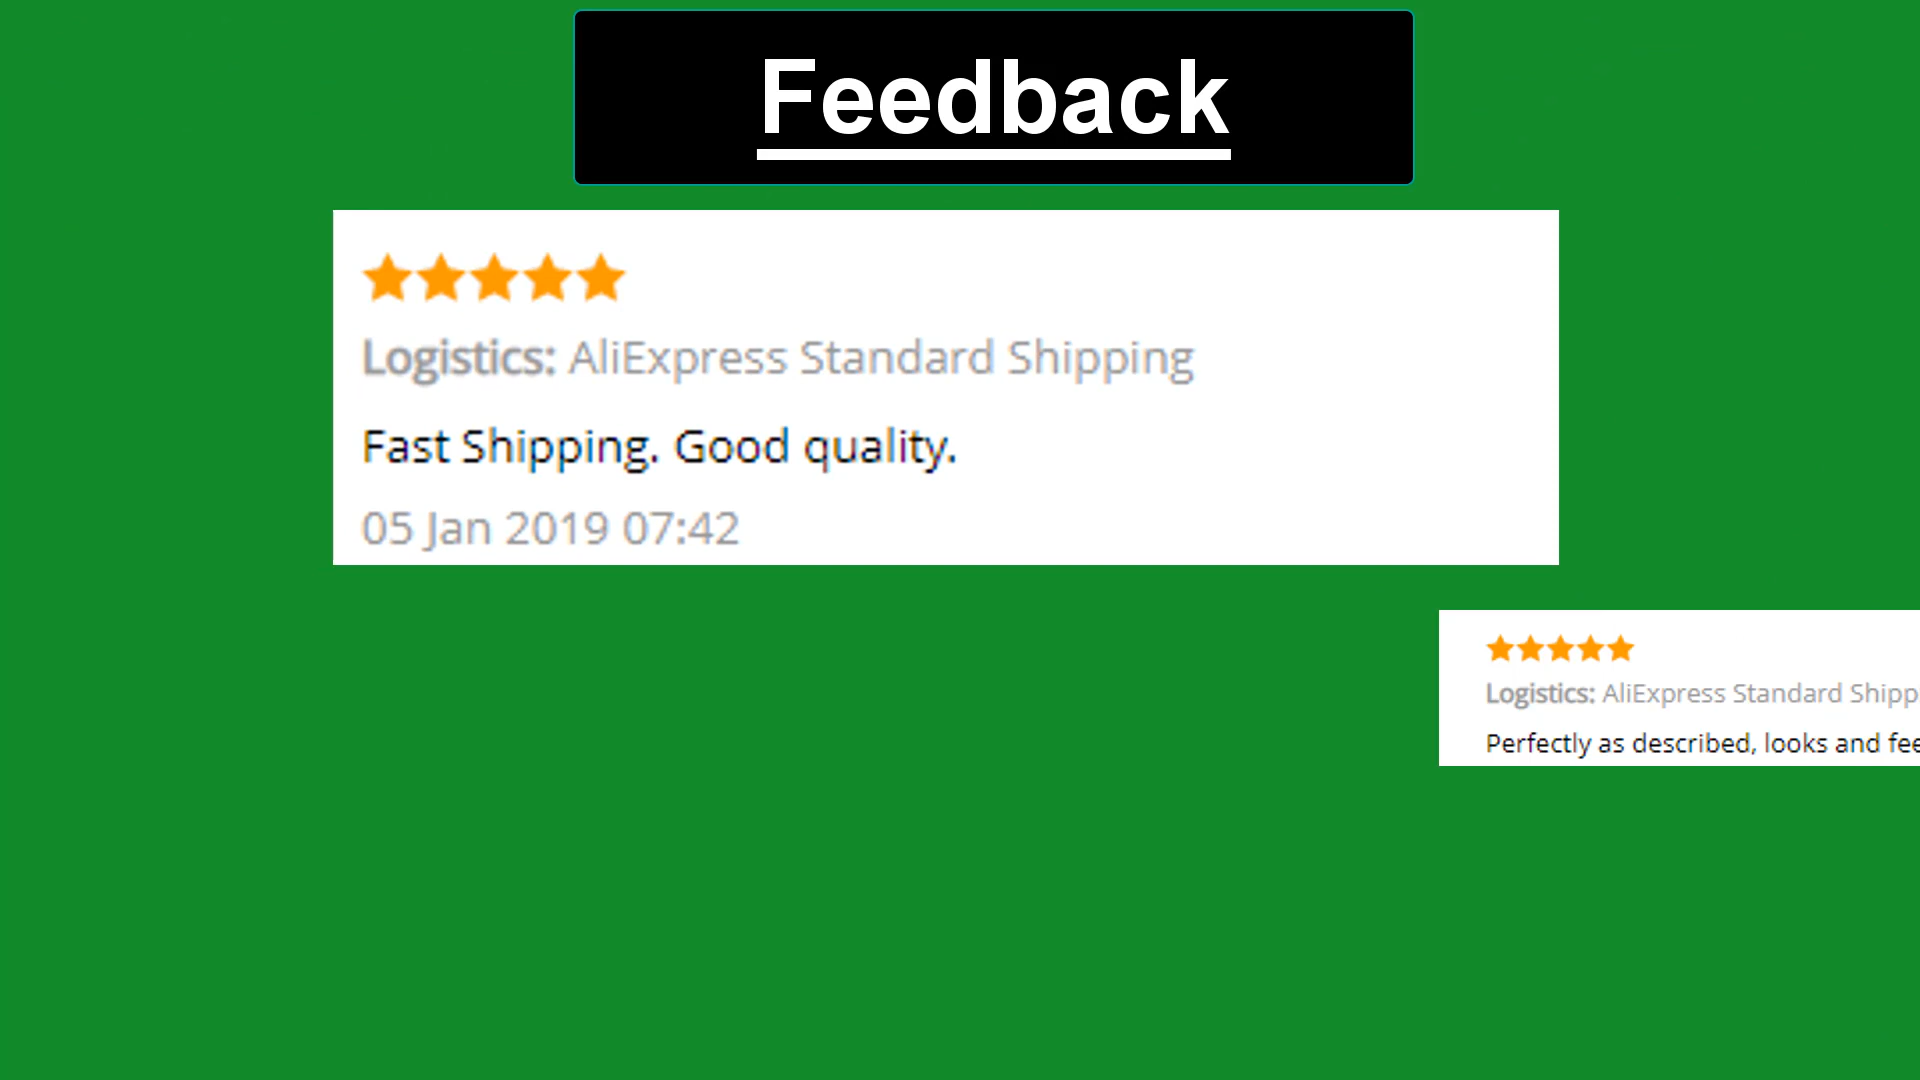 Feedback
Logistics: AliExpress Standard Shipping
Fast Shipping. Good quality.
05 Jan 2019 07:42
Logistics: AliExpress Standard
Perfectly as described, looks and